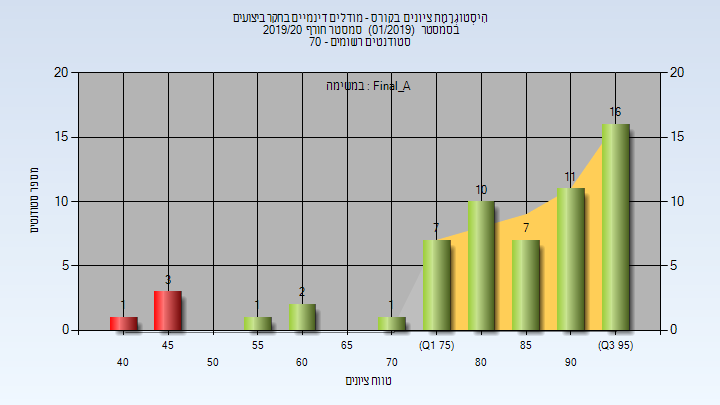 היסטוגרמת ציונים בקורס - מודלים דינמיים בחקר ביצועים
בסמסטר (01/2019) סמסטר חורף 2019/20
סטודנטים רשומים - 70
במשימה : Final_A
מספר סטודנטים
20 20
15 15
10 10
5 5
0 0
1 3 1 2 1 7 10 7 11 16
45 55 65 (Q1 75) 85 (Q3 95)
40 50 60 70 80 90
טווח ציונים